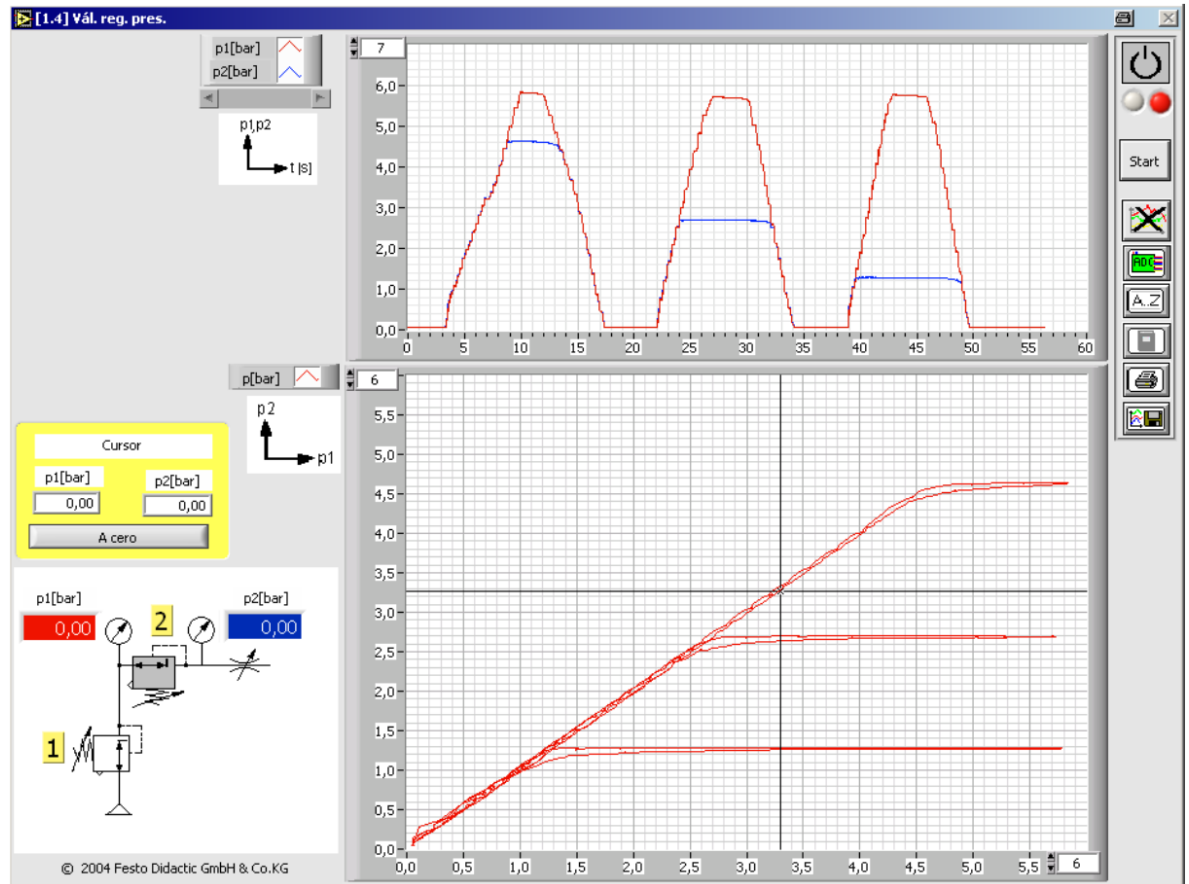 [1.4] Vál. reg. pres.
p1[bar]
p2[bar]
p1,p2
t [s]
7
6,0
5,0
4,0
3,0
2,0
1,0
0,0
0 5 10 15 20 25 30 35 40 45 50 55 60
Start
ADC
A..Z
p[bar]
p2
p1
6
5,5
5,0
4,5
4,0
3,5
3,0
2,5
2,0
1,5
1,0
0,5
0,0
0,0 0,5 1,0 1,5 2,0 2,5 3,0 3,5 4,0 4,5 5,0 5,5 6
Cursor
p1[bar] p2[bar]
0,00 0,00
A cero
p1[bar] p2[bar]
0,00 2 0,00
1
© 2004 Festo Didactic GmbH & Co.KG